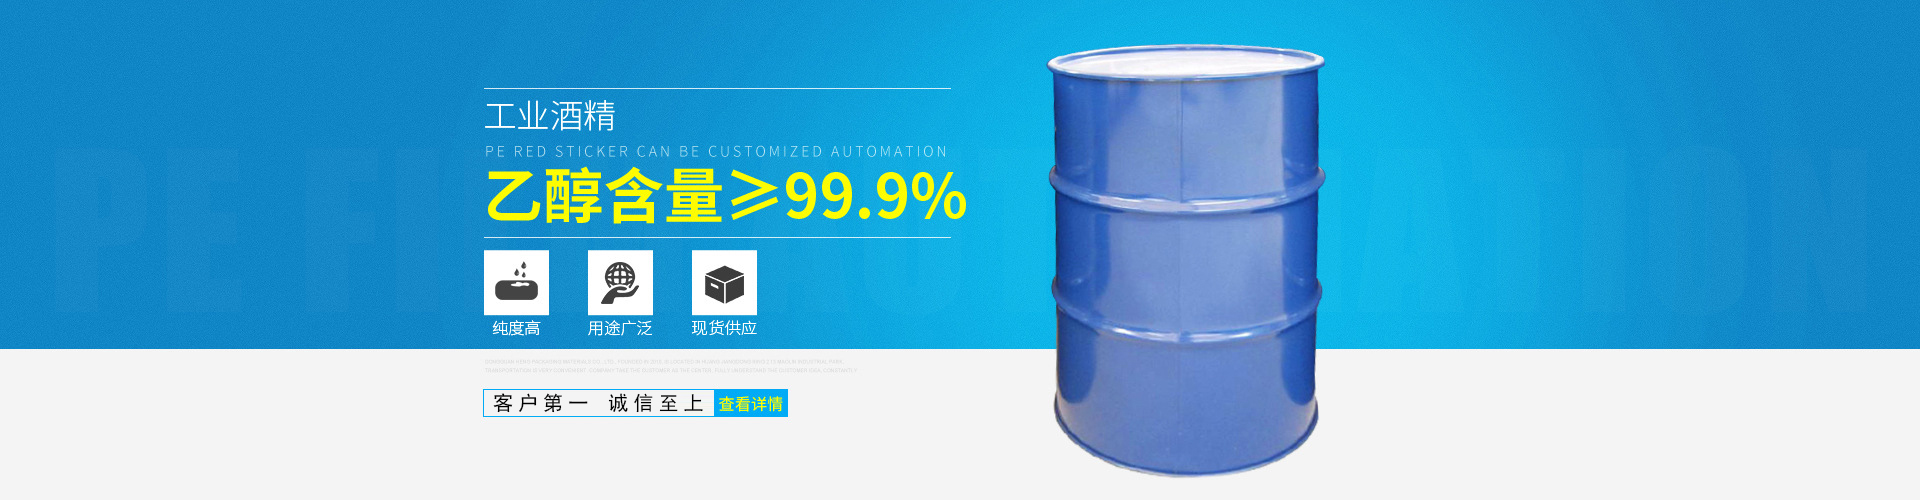 工业酒精
PE RED STICKER CAN BE CUSTOMIZED AUTOMATION
乙醇含量≥99.9%
纯度高 用途广泛 现货供应
客户第一 诚信至上 查看详情